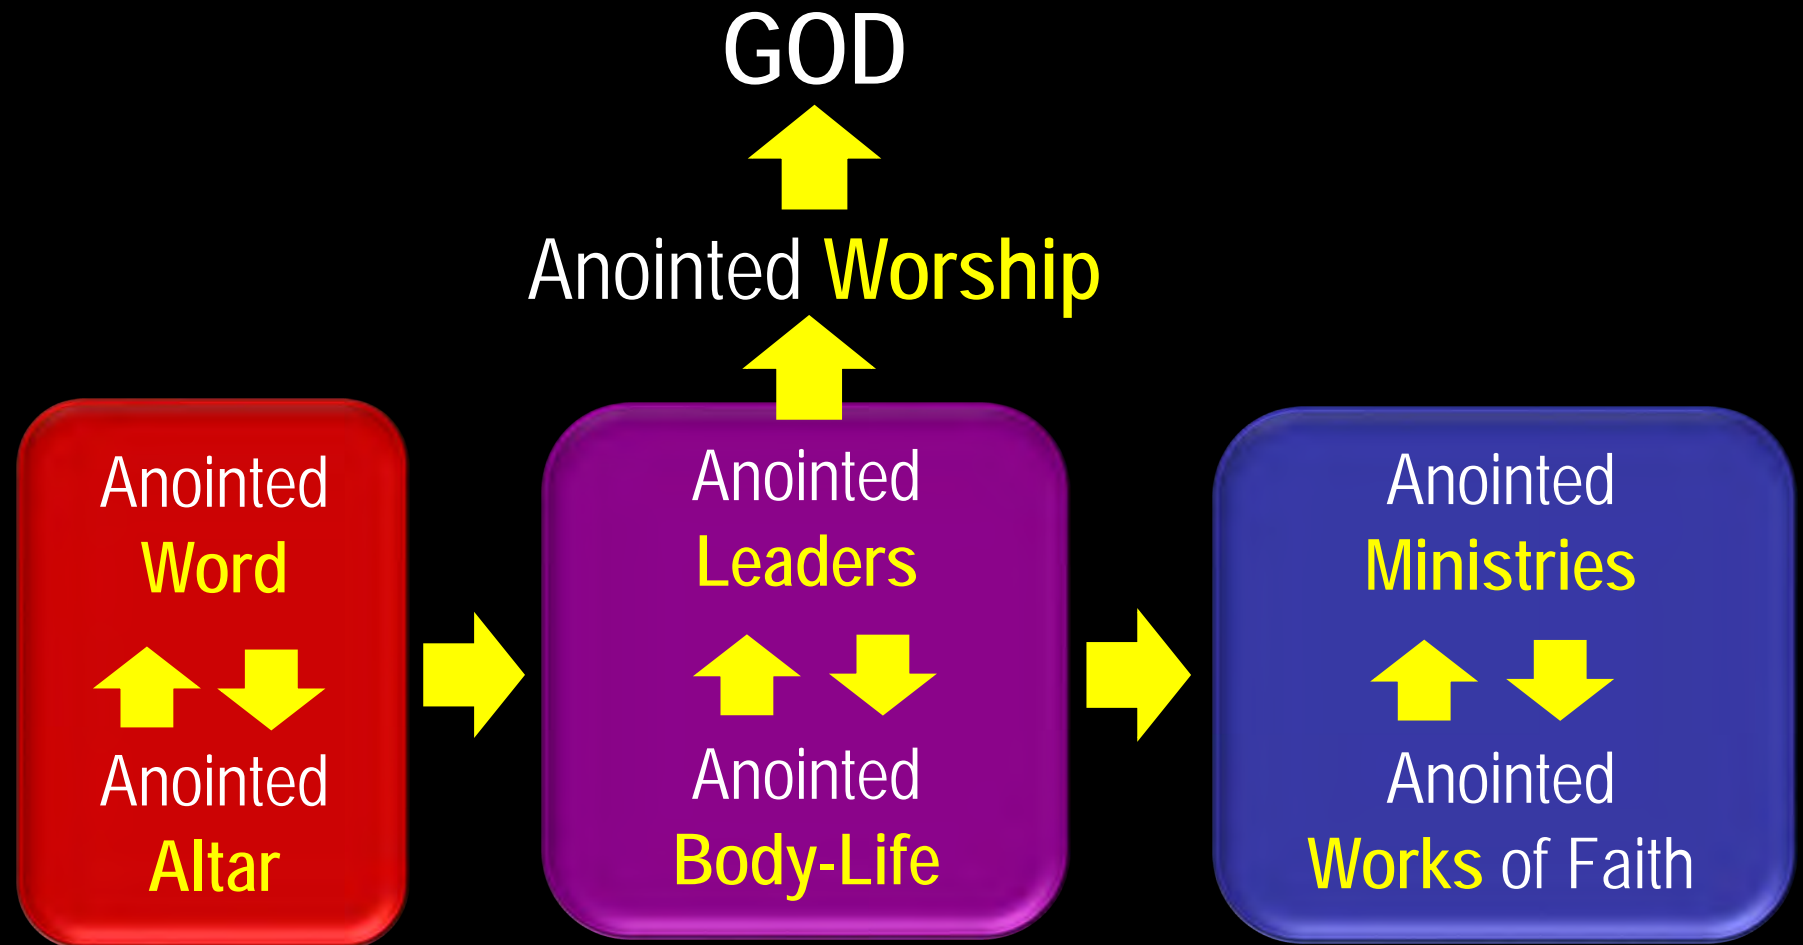 GOD
Anointed Worship
Anointed
Word
Anointed
Altar
Anointed
Leaders
Anointed
Body-Life
Anointed
Ministries
Anointed
Works of Faith